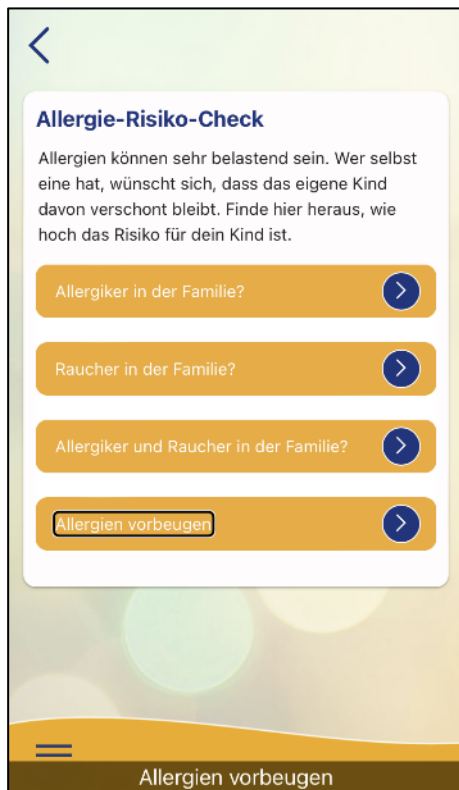 Allergie-Risiko-Check
Allergien können sehr belastend sein. Wer selbst
eine hat, wünscht sich, dass das eigene Kind
davon verschont bleibt. Finde hier heraus, wie
hoch das Risiko für dein Kind ist.
Allergiker in der Familie?
Raucher in der Familie?
Allergiker und Raucher in der Familie?
Allergien vorbeugen
Allergien vorbeugen